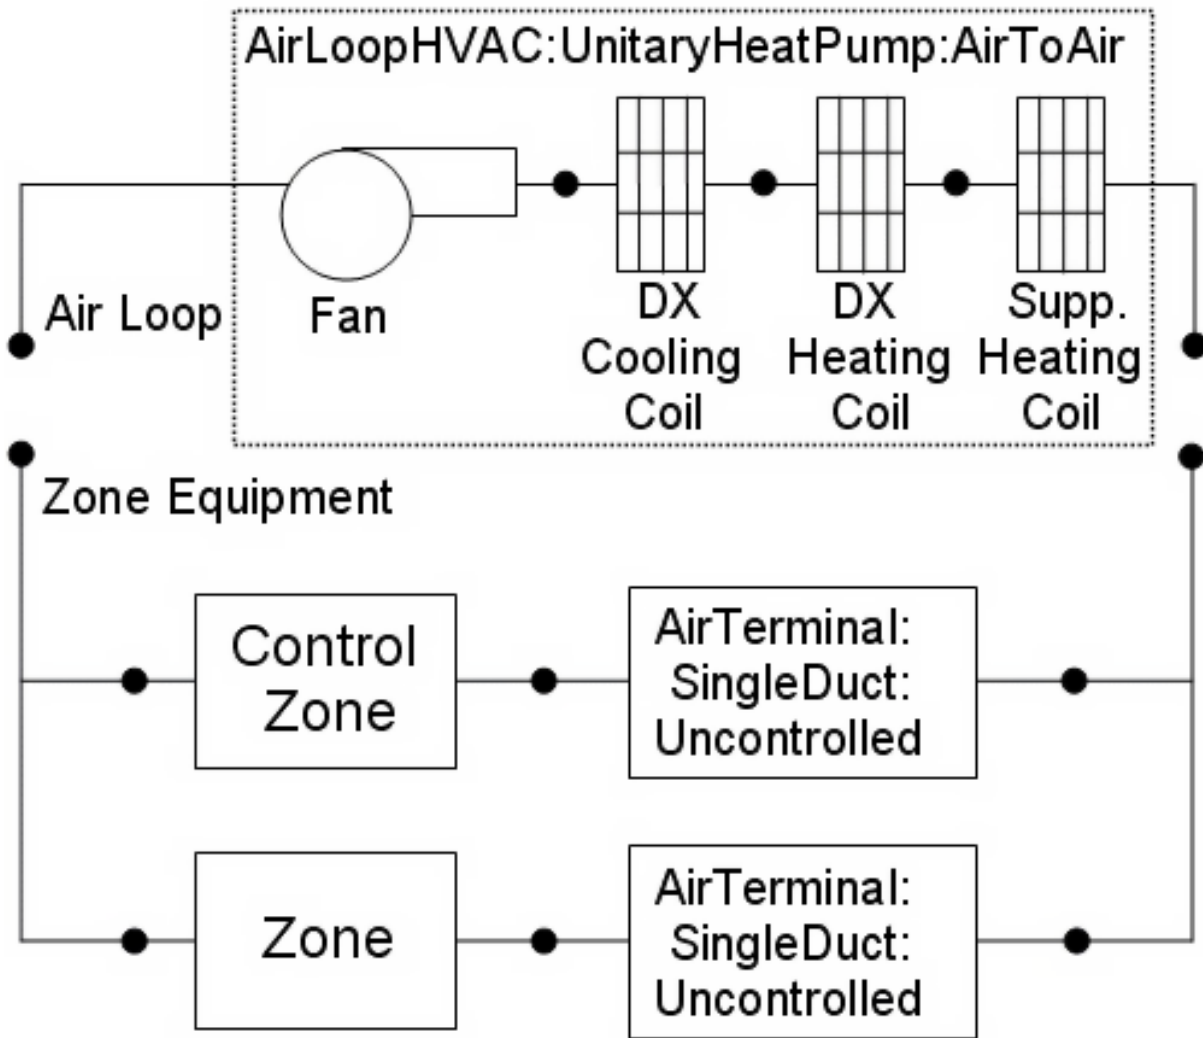 AirLoopHVAC:UnitaryHeatPump:AirToAir
Air Loop
Fan
DX
Cooling
Coil
DX
Heating
Coil
Supp.
Heating
Coil
Zone Equipment
Control
Zone
AirTerminal:
SingleDuct:
Uncontrolled
Zone
AirTerminal:
SingleDuct:
Uncontrolled